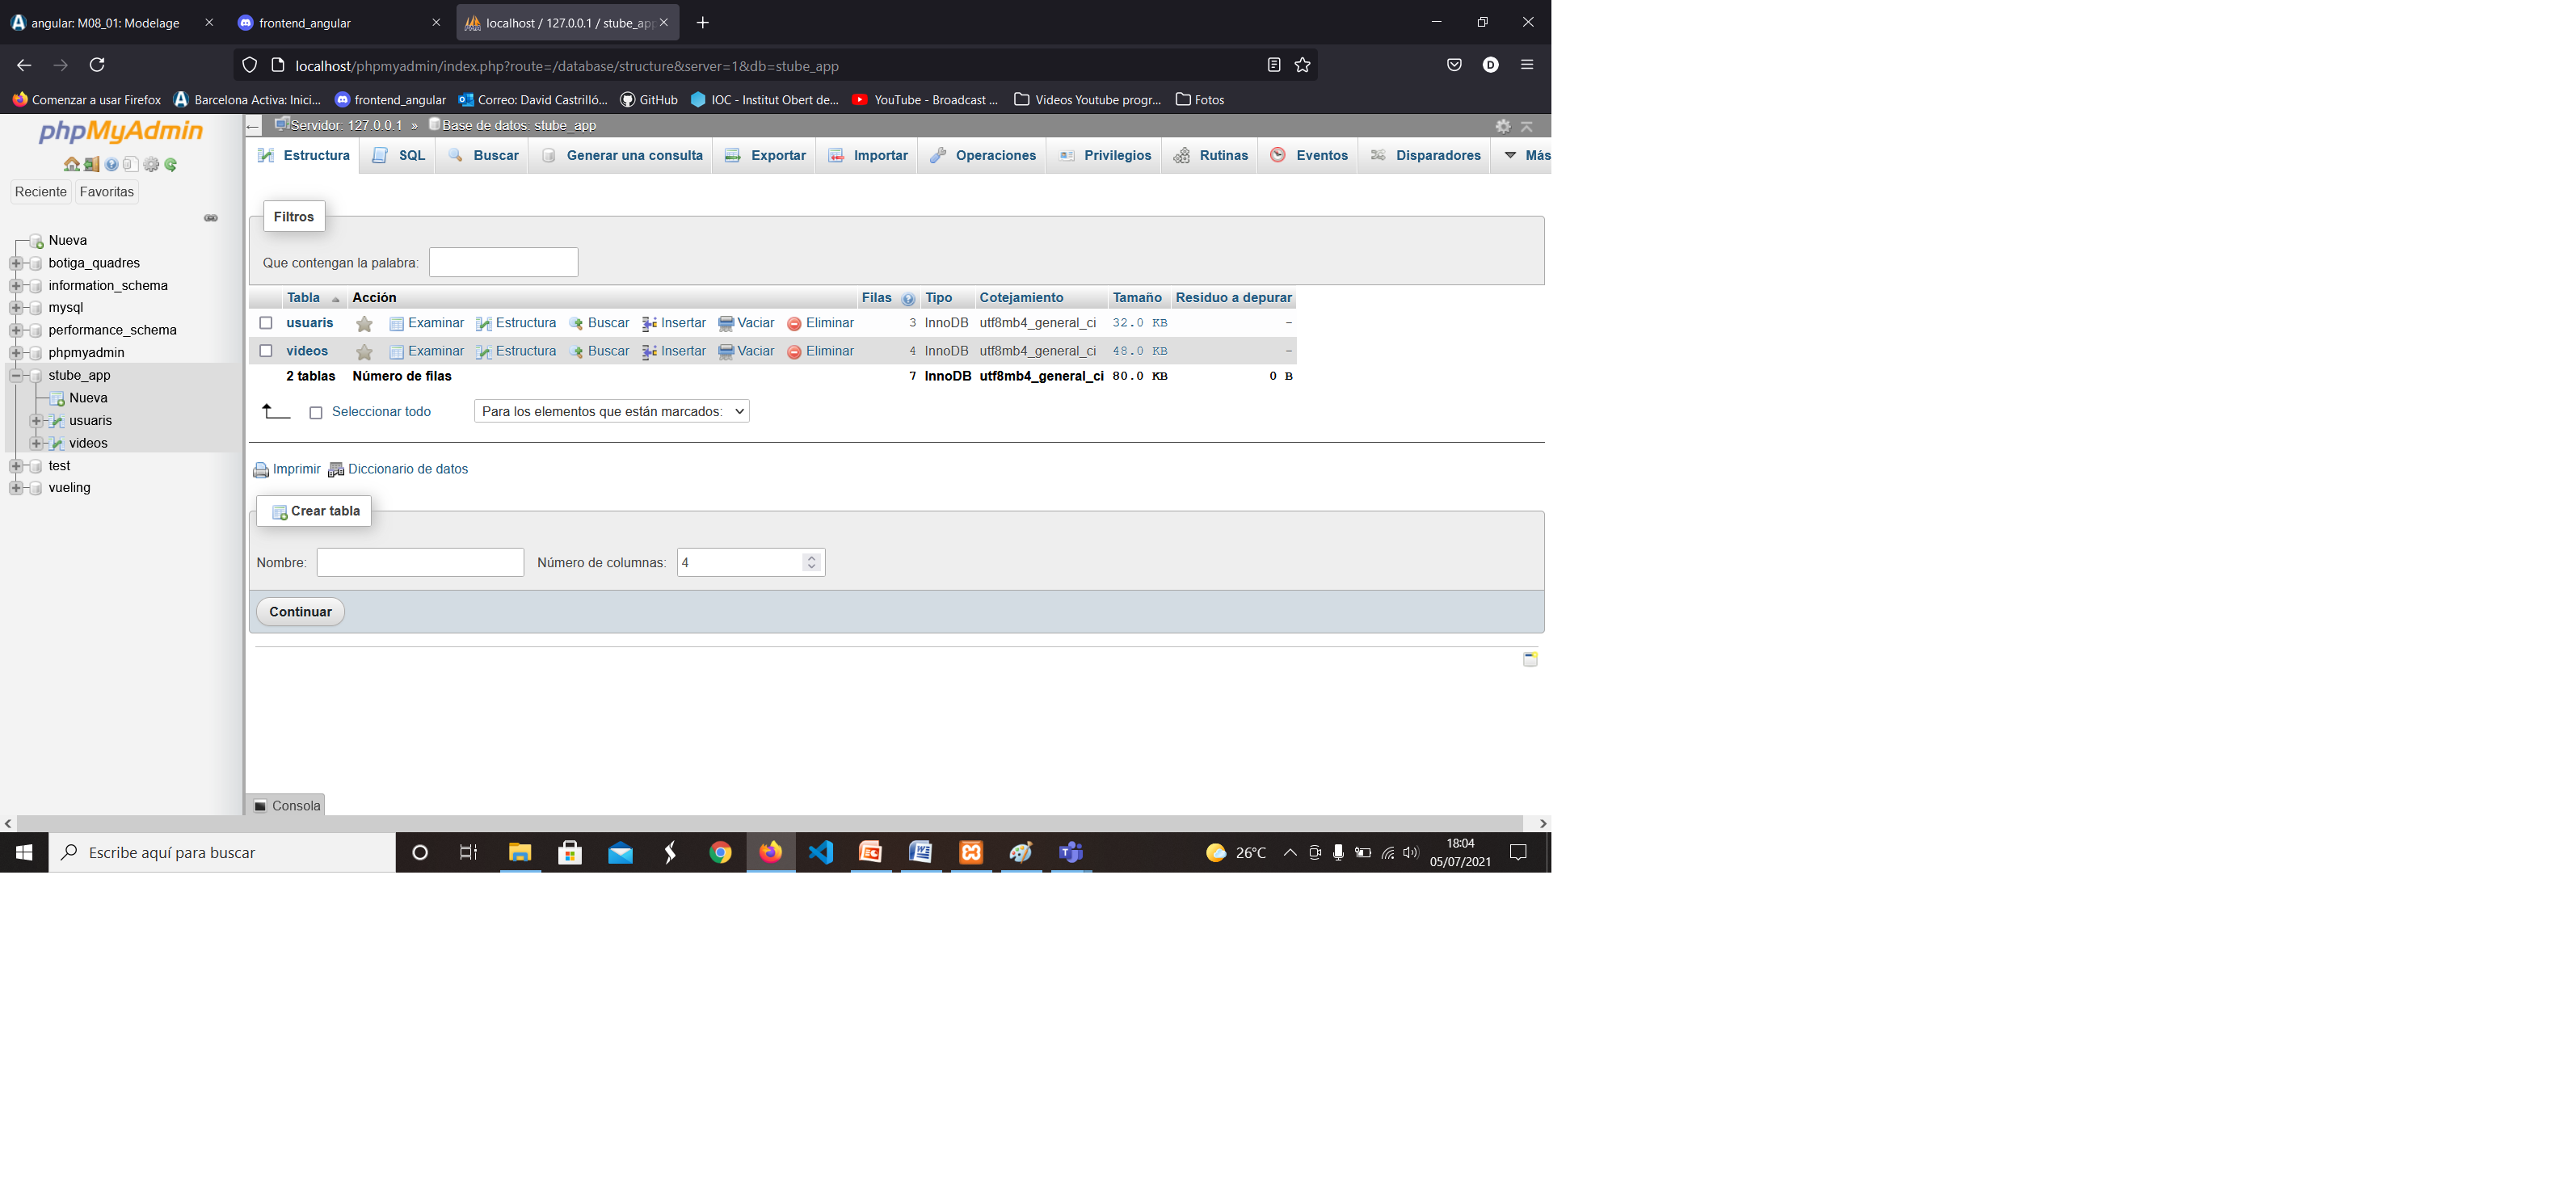 angular: M08_01: Modelage
frontend_angular
localhost / 127.0.0.1 / stube_app
localhost/phpmyadmin/index.php?route=/database/structure&server=1&db=stube_app
Comenzar a usar Firefox
Barcelona Activa: Inici...
frontend_angular
Correo: David Castrilló...
GitHub
IOC - Institut Obert de...
YouTube - Broadcast ...
Videos Youtube progr...
Fotos
phpMyAdmin
Reciente Favoritas
Nueva
botiga_quadres
information_schema
mysql
performance_schema
phpmyadmin
stube_app
Nueva
usuaris
videos
test
vueling
Servidor: 127.0.0.1 » Base de datos: stube_app
Estructura SQL Buscar Generar una consulta Exportar Importar Operaciones Privilegios Rutinas Eventos Disparadores Más
Filtros
Que contengan la palabra:
Tabla Acción Filas Tipo Cotejamiento Tamaño Residuo a depurar
usuaris Examinar Estructura Buscar Insertar Vaciar Eliminar 3 InnoDB utf8mb4_general_ci 32.0 KB -
videos Examinar Estructura Buscar Insertar Vaciar Eliminar 4 InnoDB utf8mb4_general_ci 48.0 KB -
2 tablas Número de filas 7 InnoDB utf8mb4_general_ci 80.0 KB 0 B
Seleccionar todo Para los elementos que están marcados:
Imprimir Diccionario de datos
Crear tabla
Nombre: Número de columnas: 4
Continuar
Consola
Escribe aquí para buscar
26°C
18:04
05/07/2021